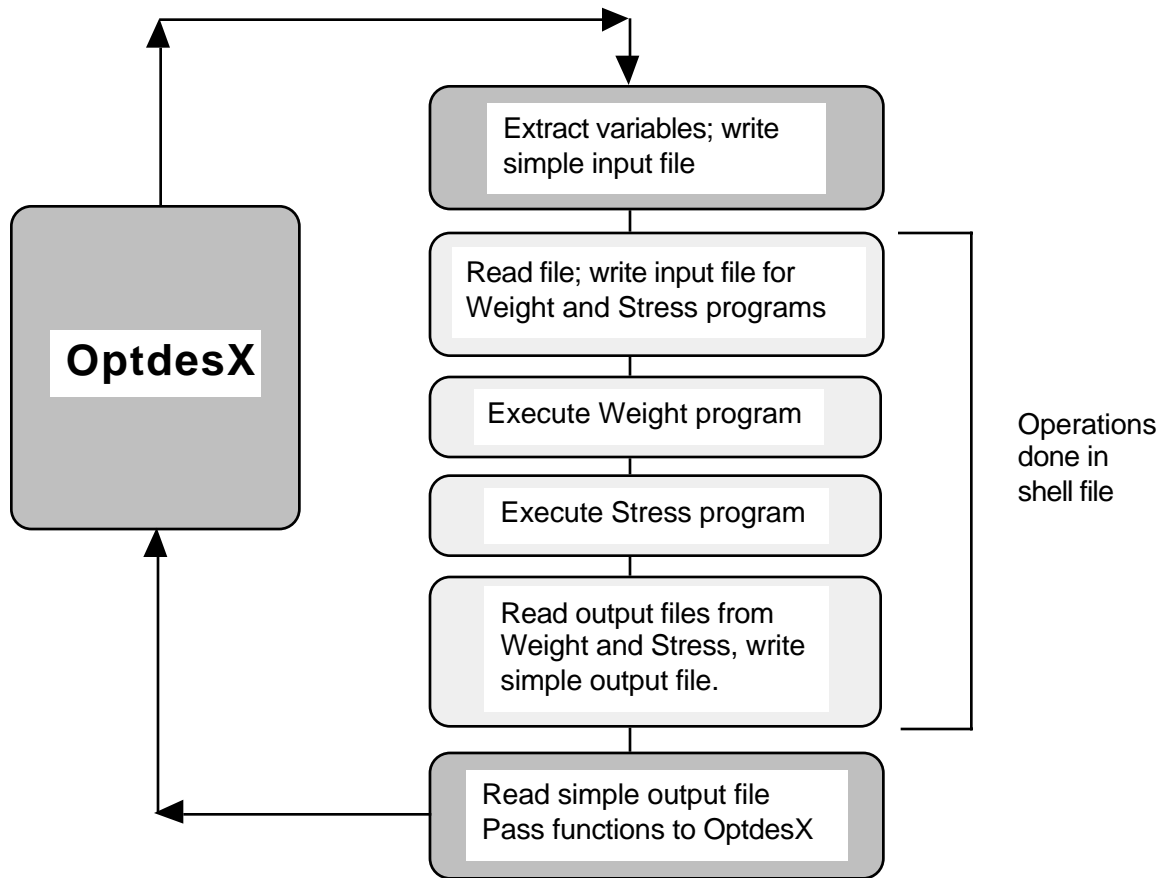 Extract variables; write
simple input file
Read file; write input file for
Weight and Stress programs
OptdesX
Execute Weight program
Execute Stress program
Operations
done in
shell file
Read output files from
Weight and Stress, write
simple output file.
Read simple output file
Pass functions to OptdesX